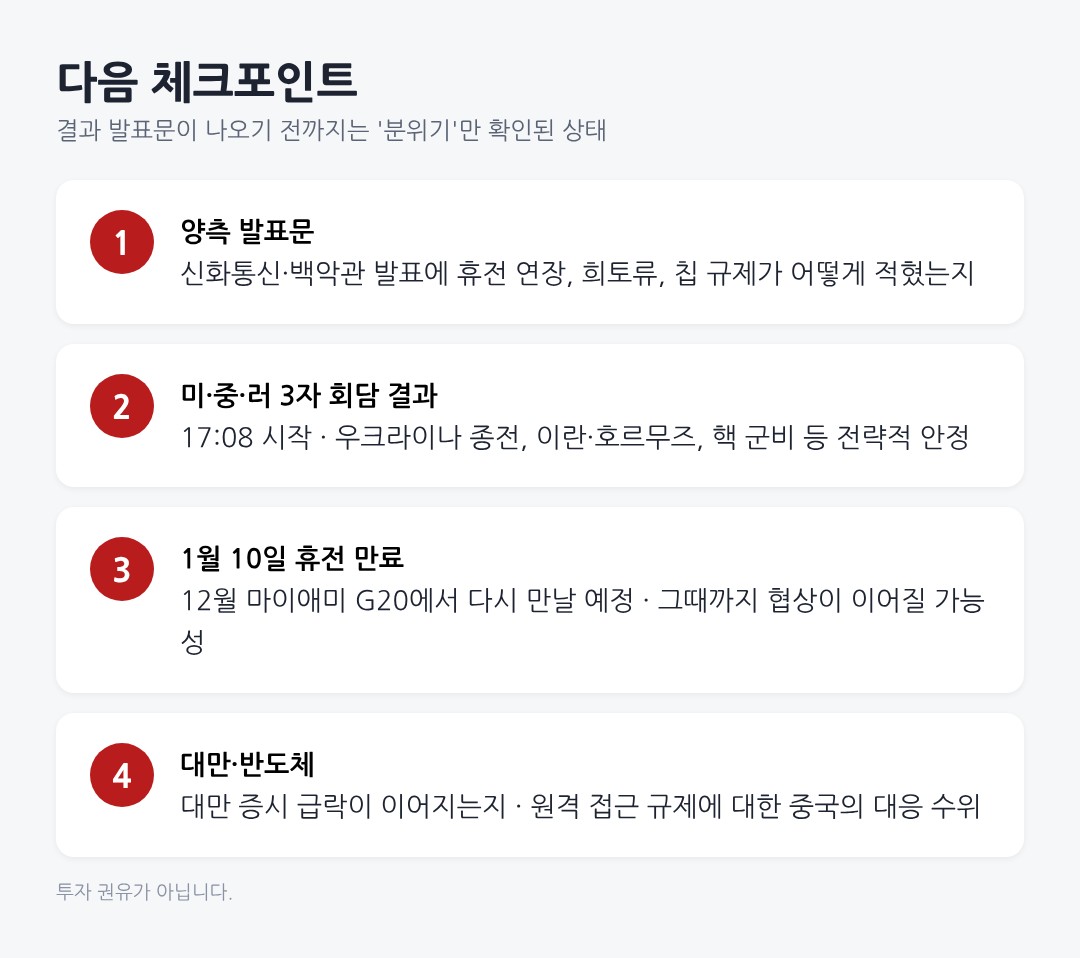 다음 체크포인트
결과 발표문이 나오기 전까지는 '분위기'만 확인된 상태
1
양측 발표문
신화통신·백악관 발표에 휴전 연장, 희토류, 칩 규제가 어떻게 적혔는지
2
미·중·러 3자 회담 결과
17:08 시작 · 우크라이나 종전, 이란·호르무즈, 핵 군비 등 전략적 안정
3
1월 10일 휴전 만료
12월 마이애미 G20에서 다시 만날 예정 · 그때까지 협상이 이어질 가능
성
4
대만·반도체
대만 증시 급락이 이어지는지 · 원격 접근 규제에 대한 중국의 대응 수위
투자 권유가 아닙니다.